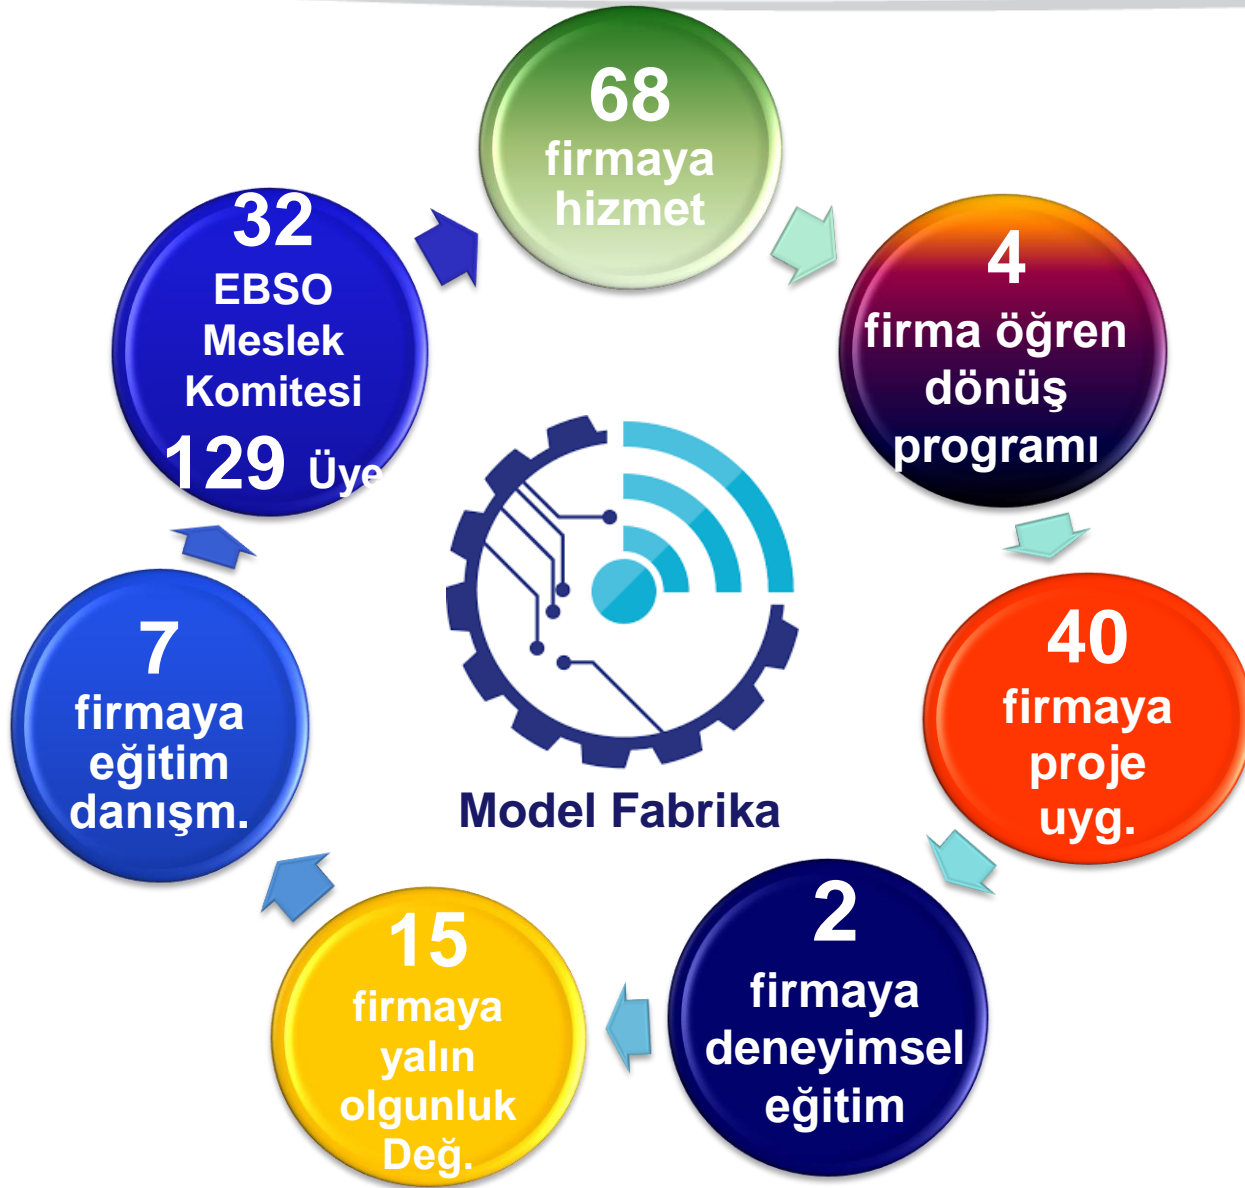 68
firmaya
hizmet
4
firma öğren
dönüş
programı
40
firmaya
proje
uyg.
2
firmaya
deneyimsel
eğitim
15
firmaya
yalın
olgunluk
Değ.
7
firmaya
eğitim
danışm.
32
EBSO
Meslek
Komitesi
129 Üye
Model Fabrika